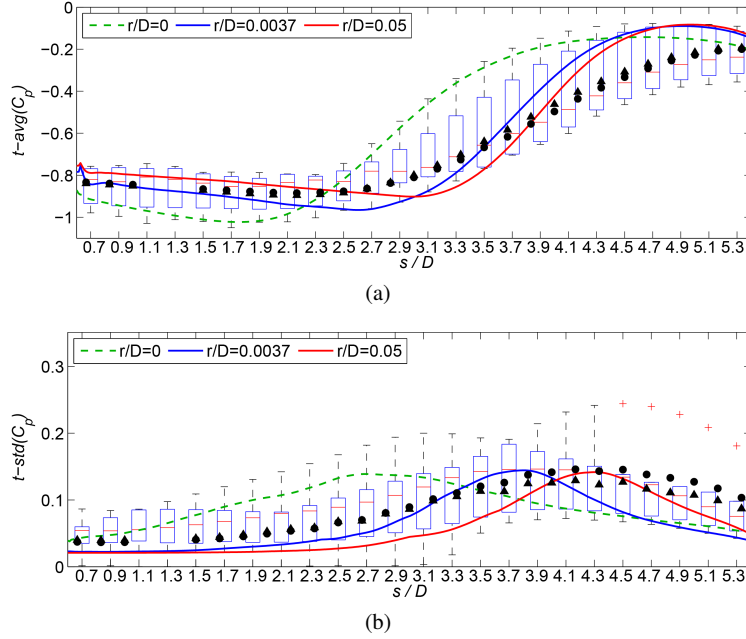 0
r/D=0 r/D=0.0037 r/D=0.05
−0.2
−0.4
−0.6
−0.8
−1
t−avg(Cp)
0.7 0.9 1.1 1.3 1.5 1.7 1.9 2.1 2.3 2.5 2.7 2.9 3.1 3.3 3.5 3.7 3.9 4.1 4.3 4.5 4.7 4.9 5.1 5.3
s / D
(a)
r/D=0 r/D=0.0037 r/D=0.05
0.3
0.2
0.1
0
t−std(Cp)
0.7 0.9 1.1 1.3 1.5 1.7 1.9 2.1 2.3 2.5 2.7 2.9 3.1 3.3 3.5 3.7 3.9 4.1 4.3 4.5 4.7 4.9 5.1 5.3
s / D
(b)